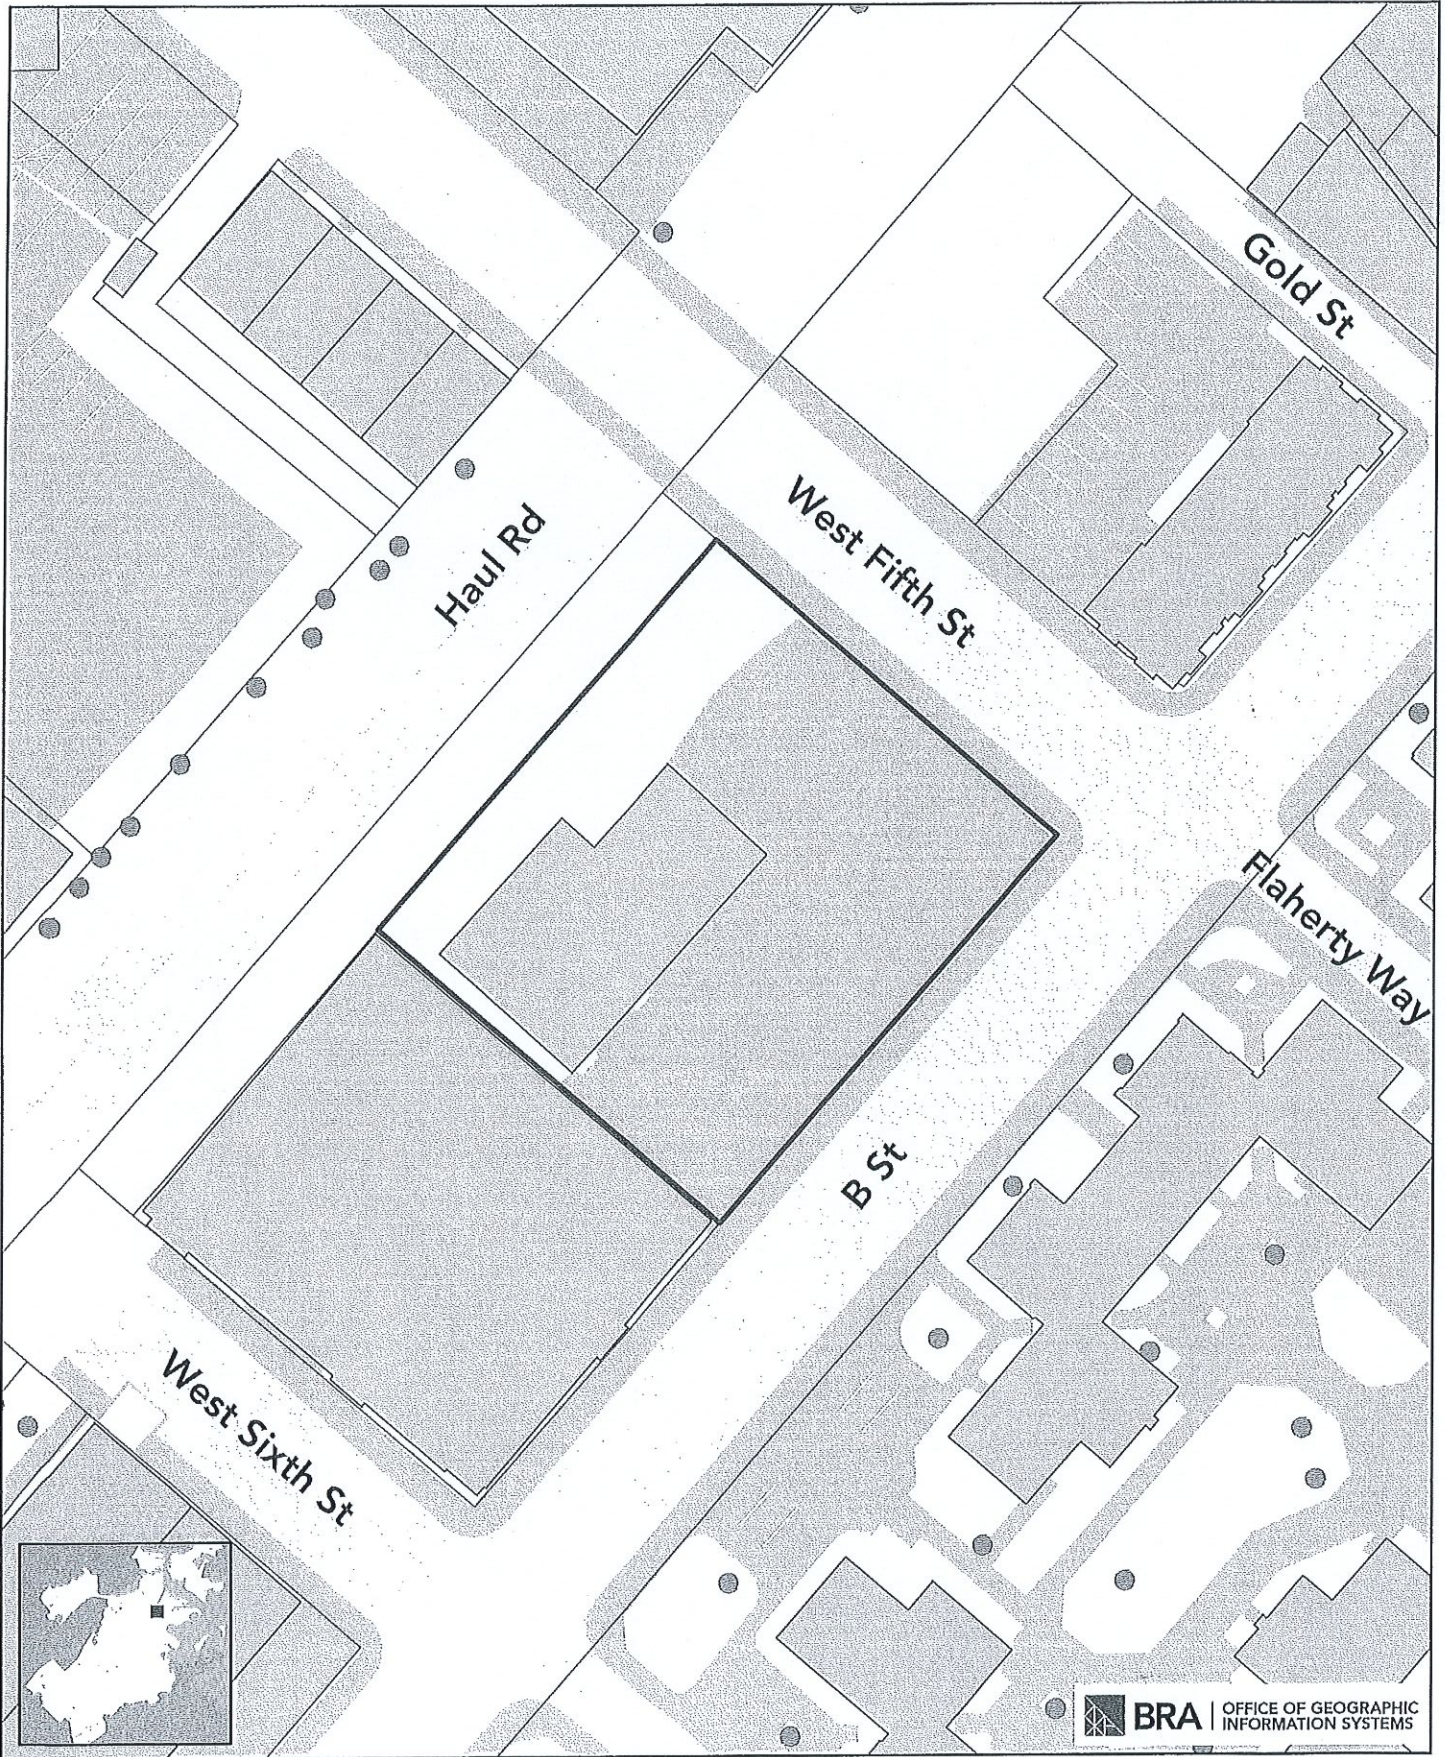 Gold St
West Fifth St
Haul Rd
Flaherty Way
B St
West Sixth St
BRA
OFFICE OF GEOGRAPHIC
INFORMATION SYSTEMS